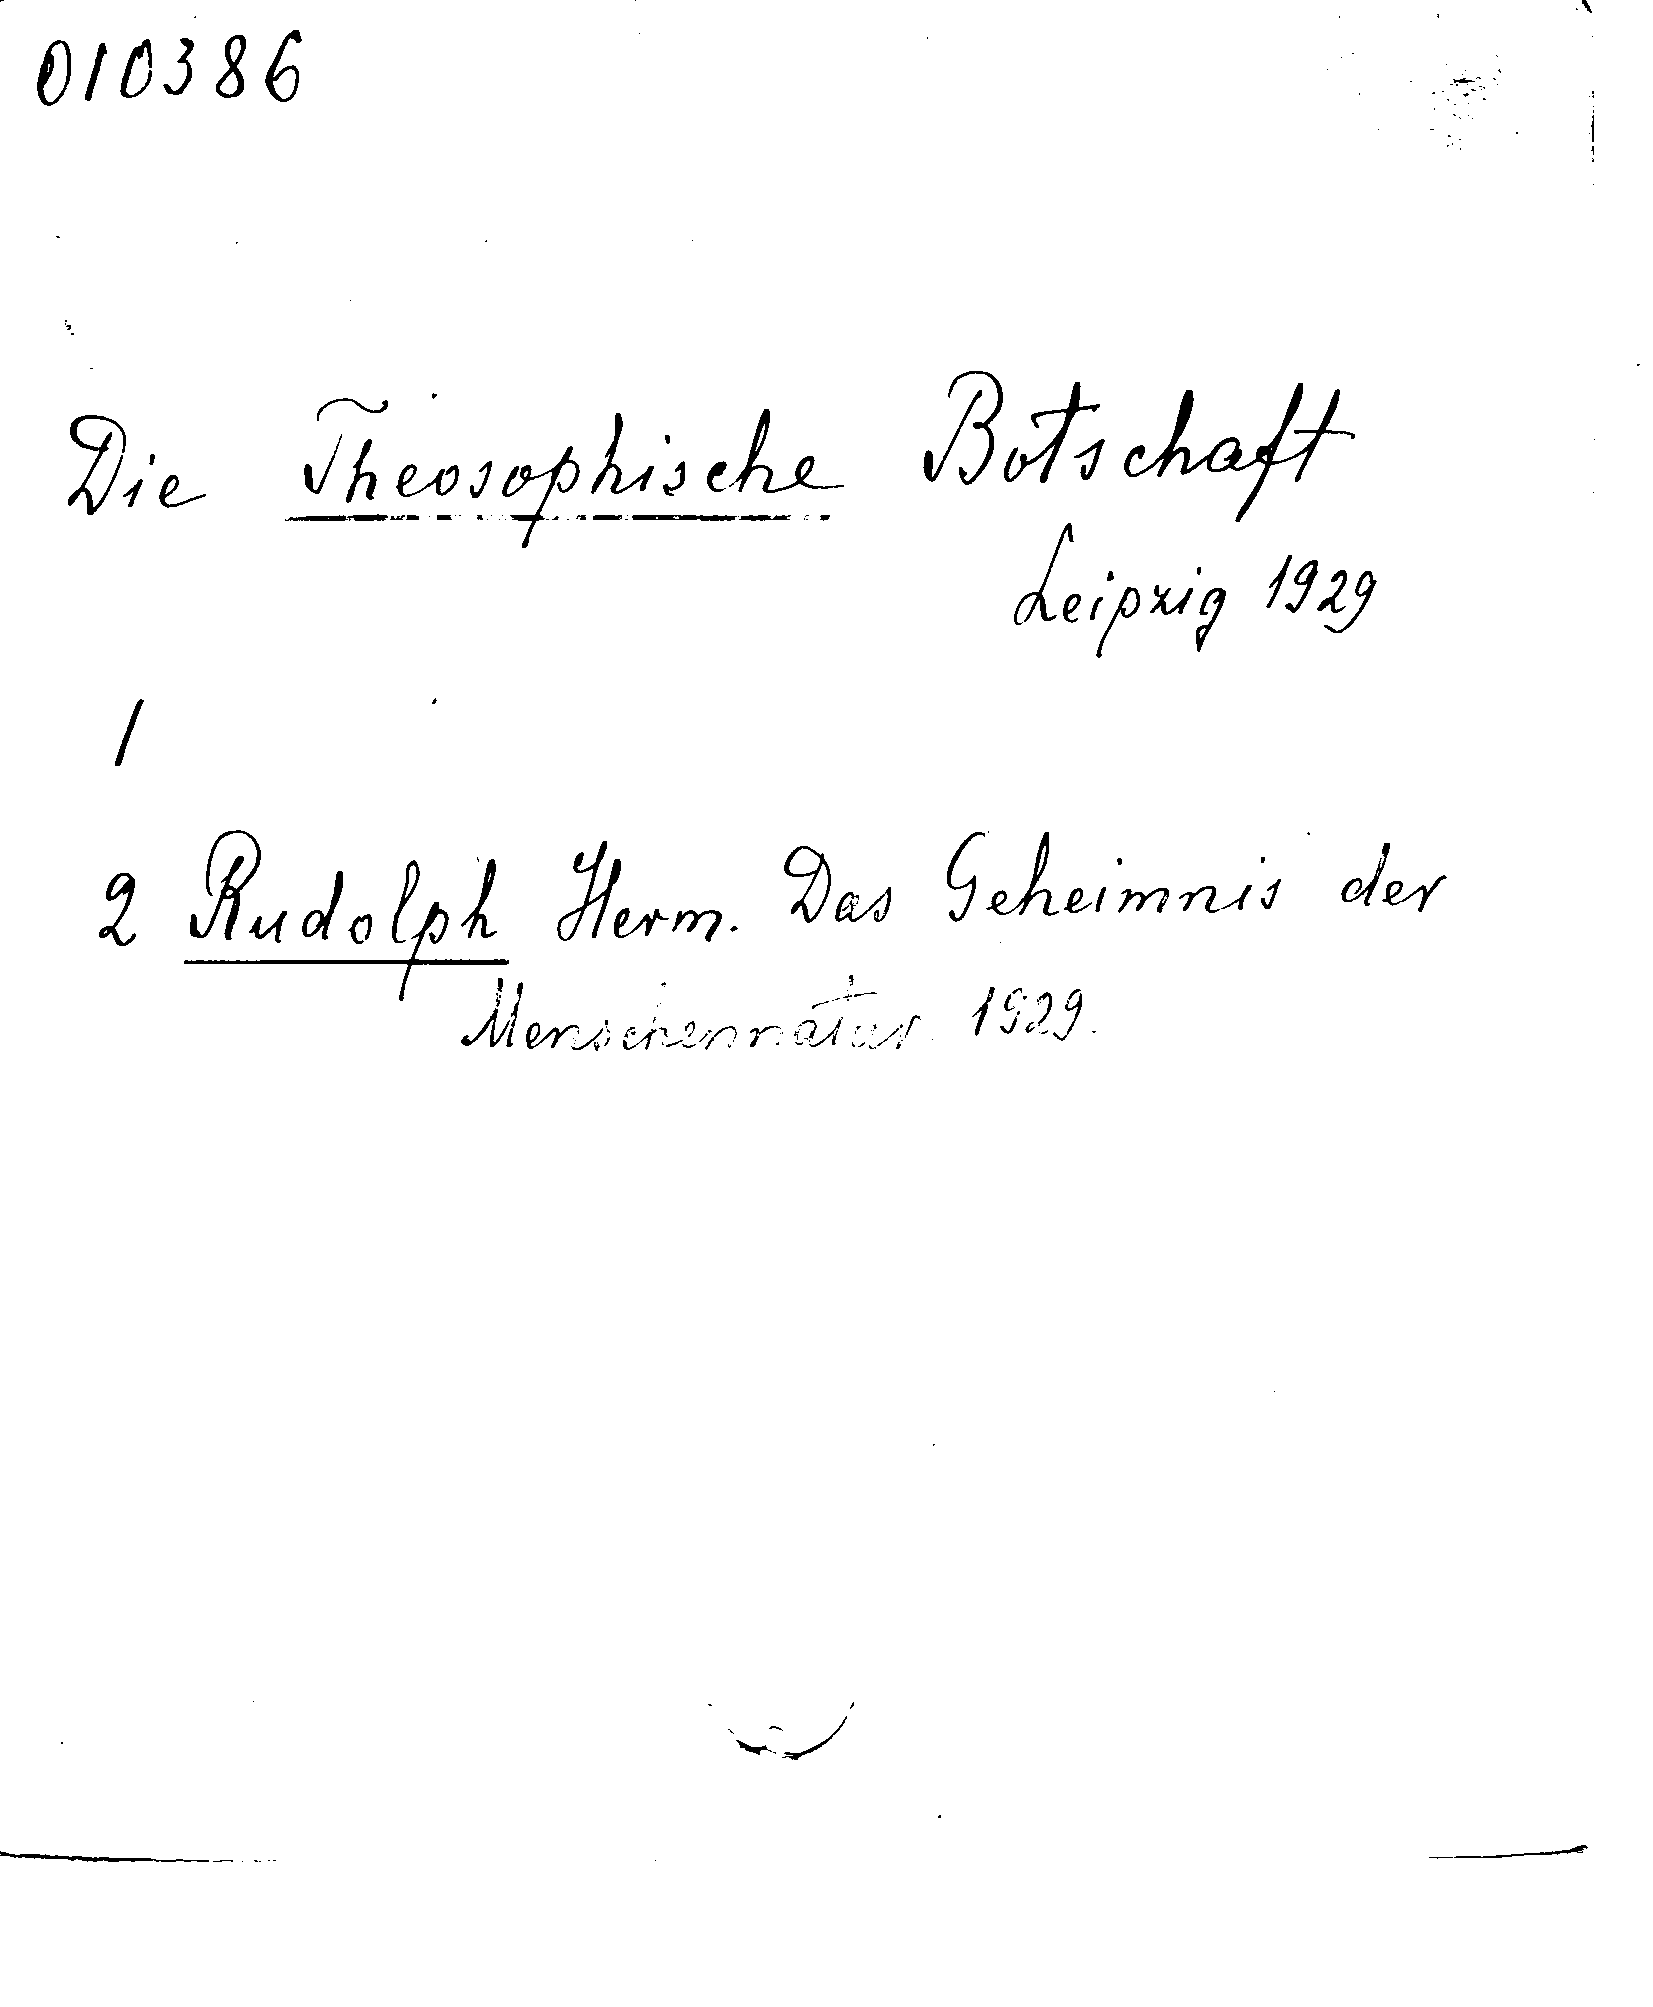 010386
Die Theosophische Botschaft
Leipzig 1929
1
2 Rudolph Herm. Das Geheimnis der
Menschennatur 1929.